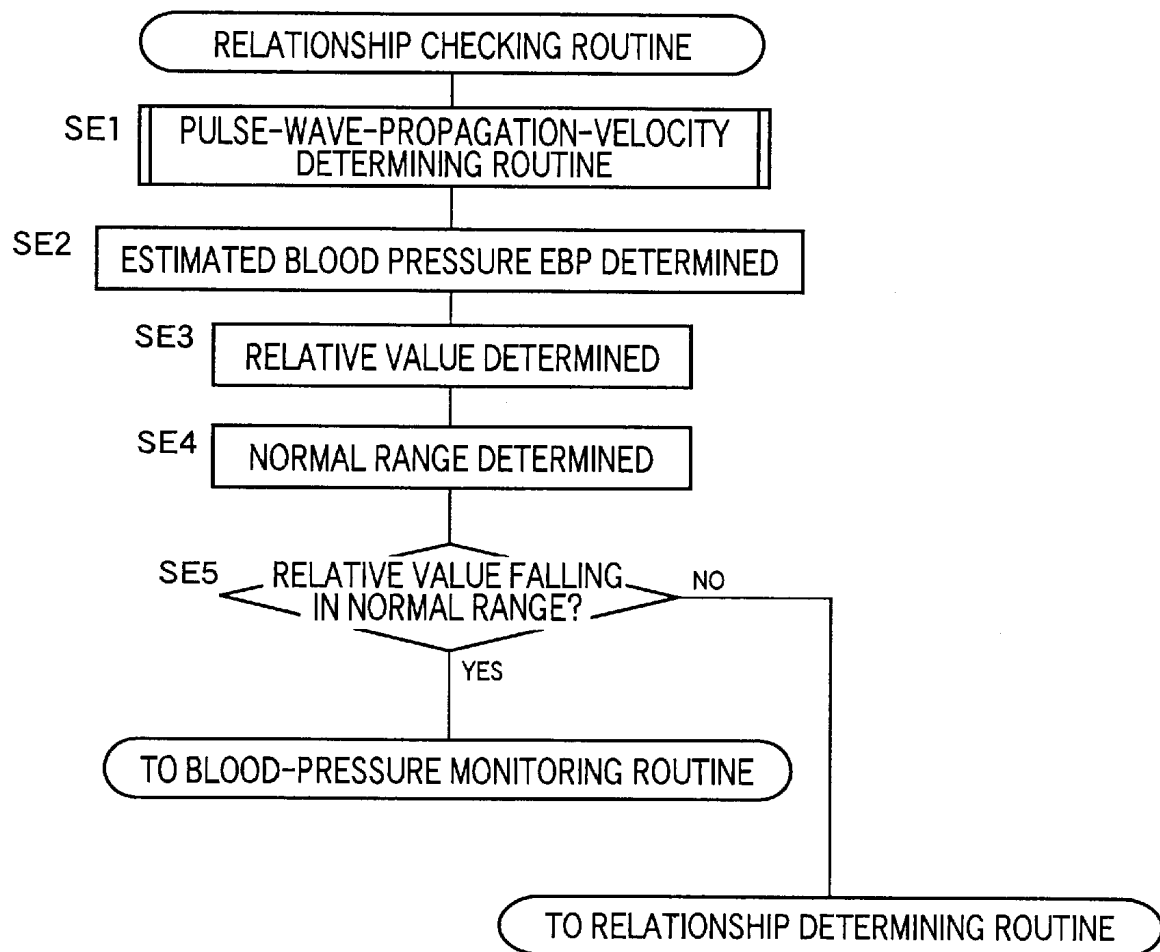 RELATIONSHIP CHECKING ROUTINE
SE1
PULSE-WAVE-PROPAGATION-VELOCITY
DETERMINING ROUTINE
SE2
ESTIMATED BLOOD PRESSURE EBP DETERMINED
SE3
RELATIVE VALUE DETERMINED
SE4
NORMAL RANGE DETERMINED
SE5
RELATIVE VALUE FALLING
IN NORMAL RANGE?
NO
YES
TO BLOOD-PRESSURE MONITORING ROUTINE
TO RELATIONSHIP DETERMINING ROUTINE